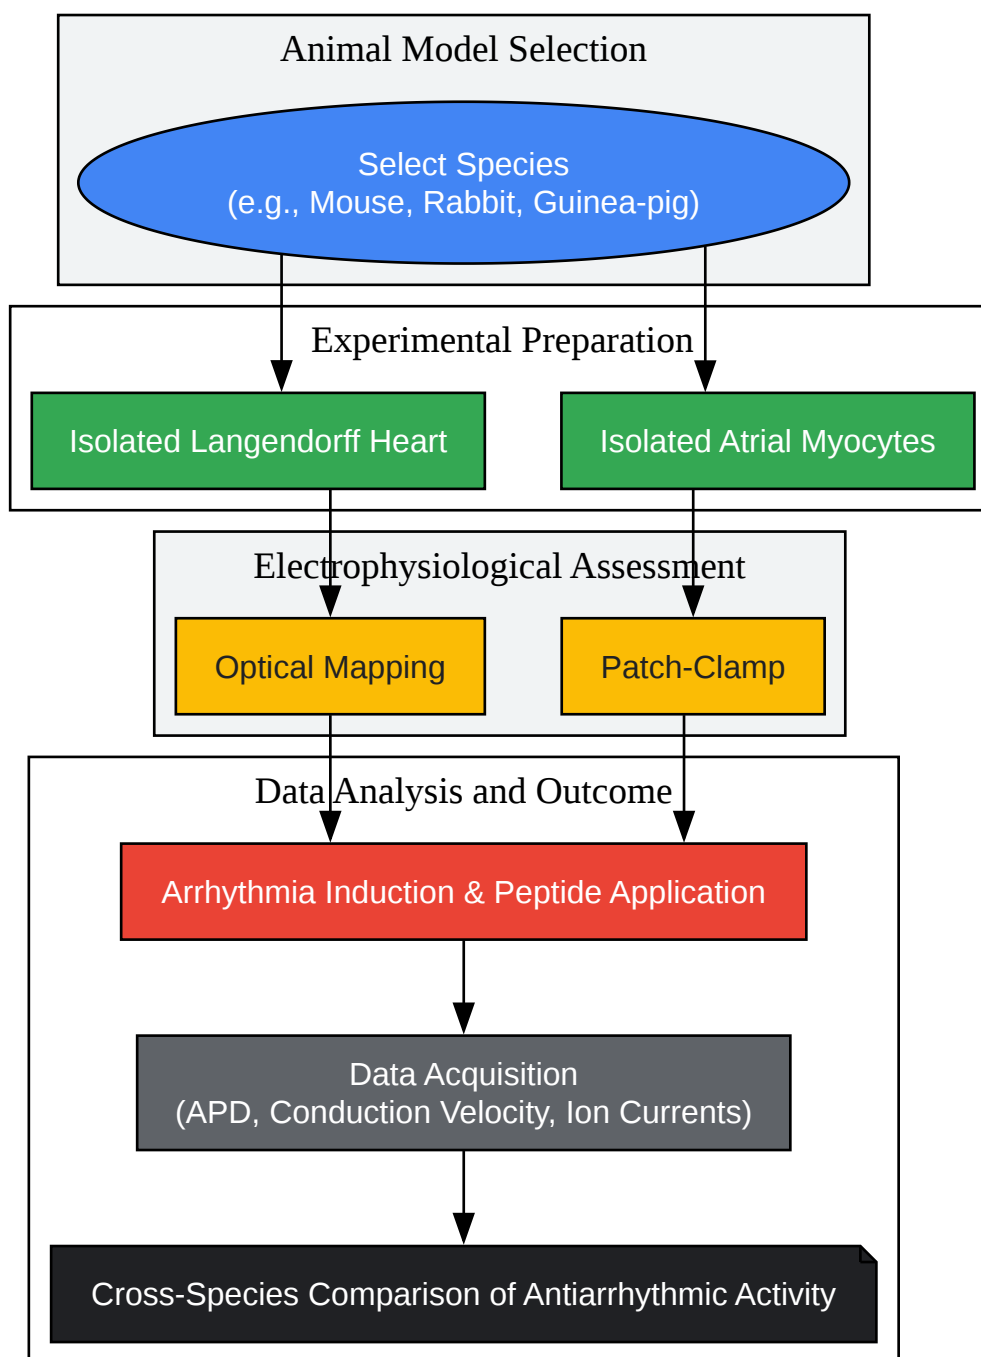 Animal Model Selection
Select Species
(e.g., Mouse, Rabbit, Guinea-pig)
Experimental Preparation
Isolated Langendorff Heart
Isolated Atrial Myocytes
Electrophysiological Assessment
Optical Mapping
Patch-Clamp
Data Analysis and Outcome
Arrhythmia Induction & Peptide Application
Data Acquisition
(APD, Conduction Velocity, Ion Currents)
Cross-Species Comparison of Antiarrhythmic Activity